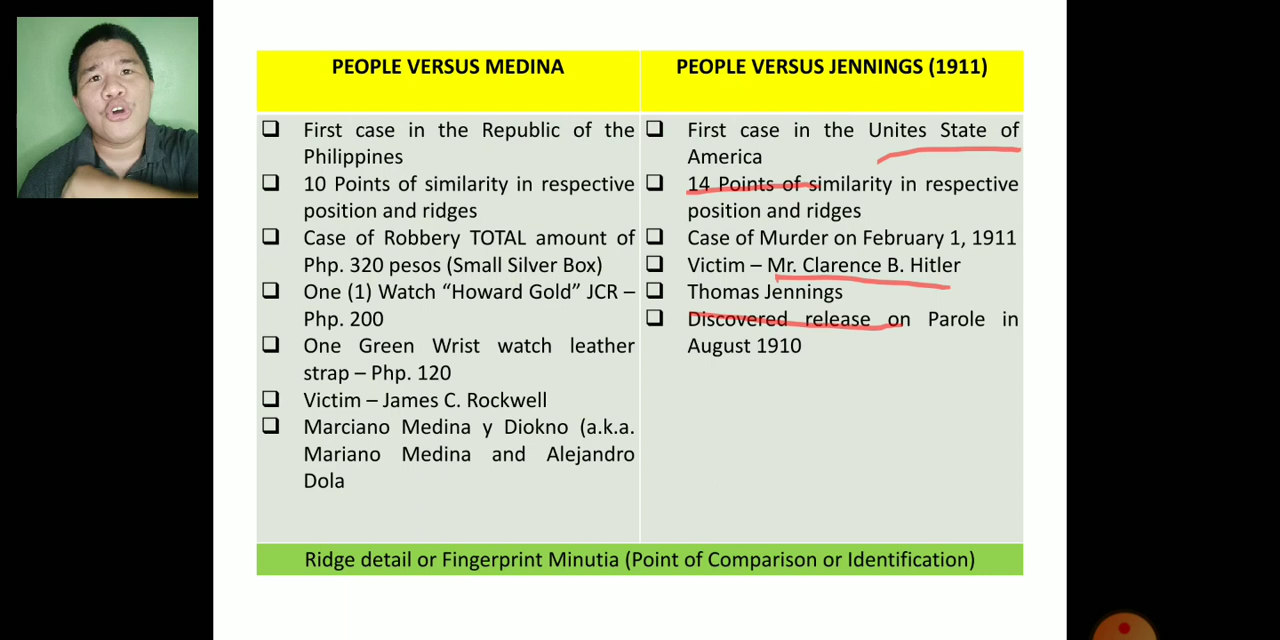 PEOPLE VERSUS MEDINA
First case in the Republic of the
Philippines
10 Points of similarity in respective
position and ridges
Case of Robbery TOTAL amount of
Php. 320 pesos (Small Silver Box)
One (1) Watch “Howard Gold” JCR –
Php. 200
One Green Wrist watch leather
strap – Php. 120
Victim – James C. Rockwell
Marciano Medina y Diokno (a.k.a.
Mariano Medina and Alejandro
Dola
PEOPLE VERSUS JENNINGS (1911)
First case in the Unites State of
America
14 Points of similarity in respective
position and ridges
Case of Murder on February 1, 1911
Victim – Mr. Clarence B. Hitler
Thomas Jennings
Discovered release on Parole in
August 1910
Ridge detail or Fingerprint Minutia (Point of Comparison or Identification)